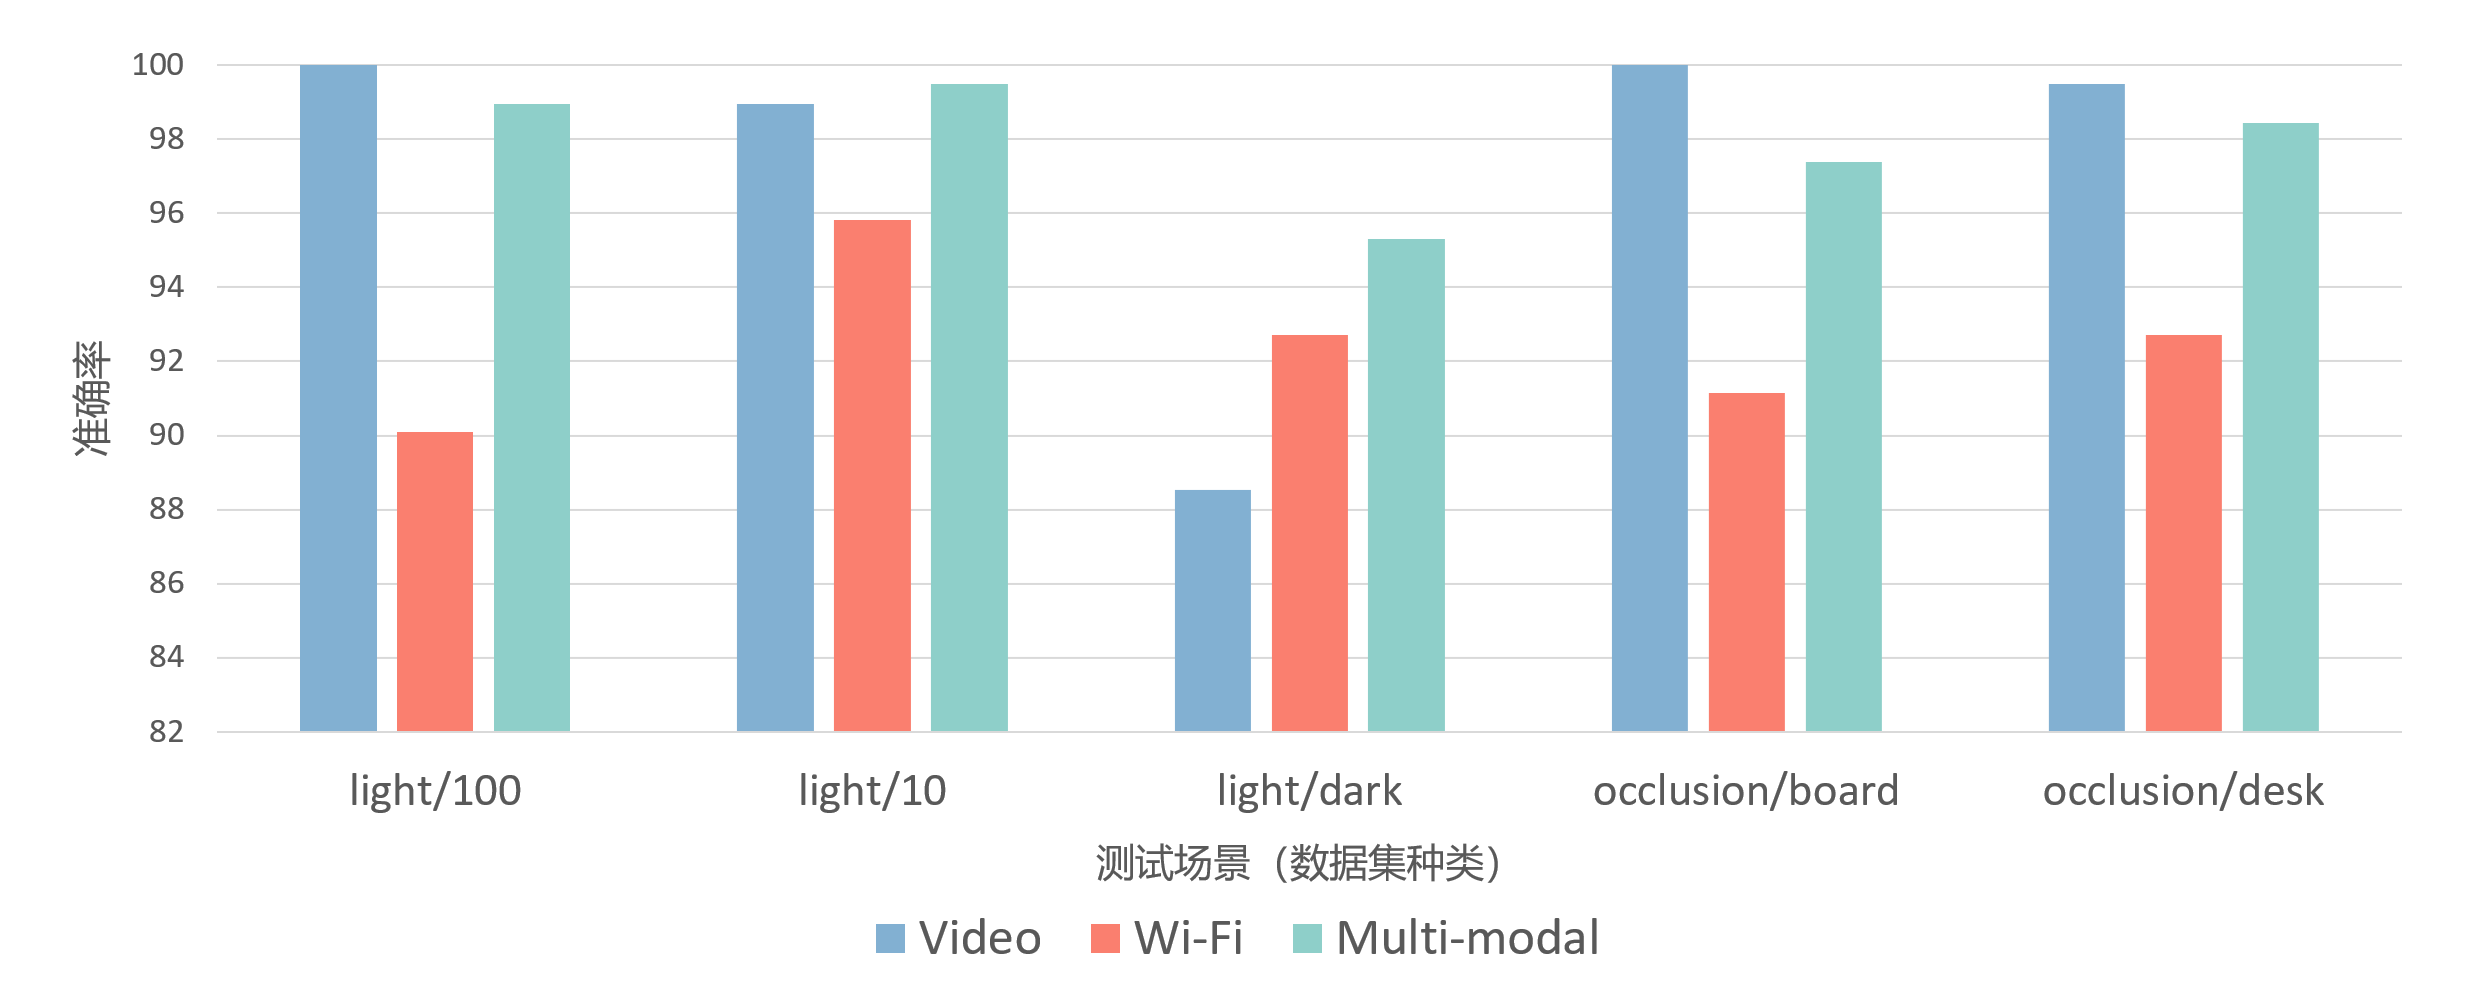 100
98
96
94
92
90
88
86
84
82
准确率
light/100
light/10
light/dark
occlusion/board
occlusion/desk
测试场景（数据集种类）
Video
Wi-Fi
Multi-modal